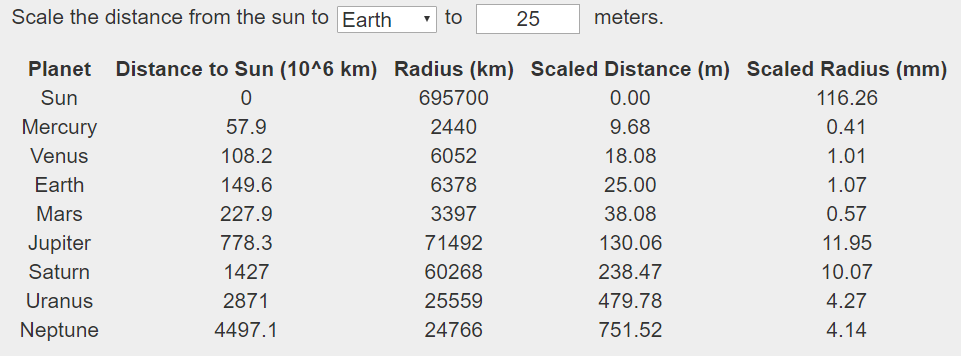 Scale the distance from the sun to Earth to 25 meters.
Planet Distance to Sun (10^6 km) Radius (km) Scaled Distance (m) Scaled Radius (mm)
Sun 0 695700 0.00 116.26
Mercury 57.9 2440 9.68 0.41
Venus 108.2 6052 18.08 1.01
Earth 149.6 6378 25.00 1.07
Mars 227.9 3397 38.08 0.57
Jupiter 778.3 71492 130.06 11.95
Saturn 1427 60268 238.47 10.07
Uranus 2871 25559 479.78 4.27
Neptune 4497.1 24766 751.52 4.14